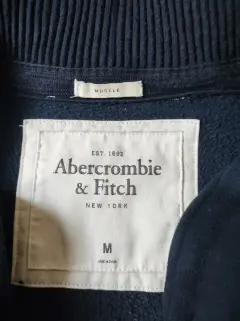 MUSCLE
EST. 1892
Abercrombie
& Fitch
NEW YORK
M